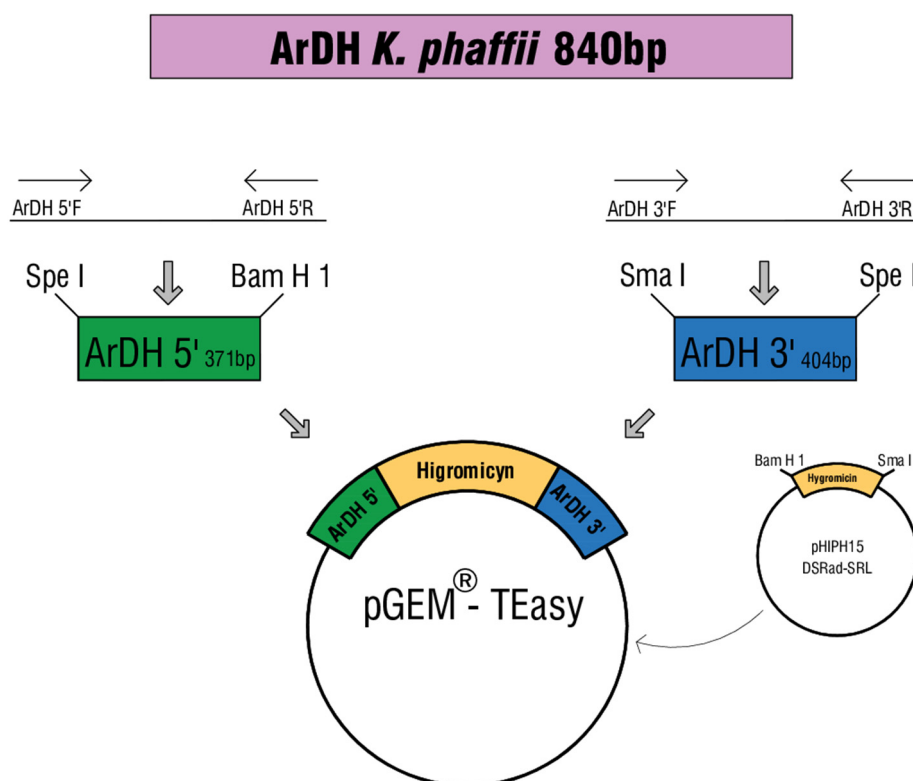 ArDH K. phaffii 840bp
ArDH 5'F
ArDH 5'R
ArDH 3'F
ArDH 3'R
Spe I
Bam H 1
Sma I
Spe I
ArDH 5' 371bp
ArDH 3' 404bp
Higromicyn
ArDH 5'
ArDH 3'
pGEM® - TEasy
Bam H 1
Sma I
Hygromicin
pHIPH15
DSRad-SRL